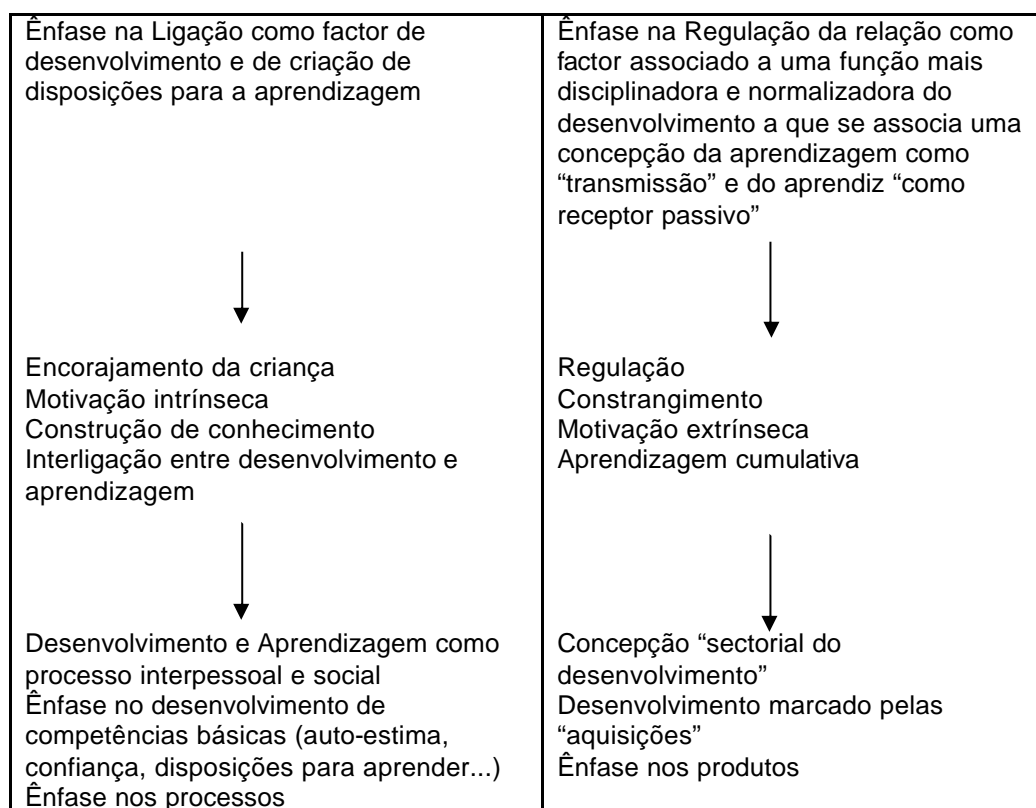 Ênfase na Ligação como factor de
desenvolvimento e de criação de
disposições para a aprendizagem
Encorajamento da criança
Motivação intrínseca
Construção de conhecimento
Interligação entre desenvolvimento e
aprendizagem
Desenvolvimento e Aprendizagem como
processo interpessoal e social
Ênfase no desenvolvimento de
competências básicas (auto-estima,
confiança, disposições para aprender...)
Ênfase nos processos
Ênfase na Regulação da relação como
factor associado a uma função mais
disciplinadora e normalizadora do
desenvolvimento a que se associa uma
concepção da aprendizagem como
“transmissão” e do aprendiz “como
receptor passivo”
Regulação
Constrangimento
Motivação extrínseca
Aprendizagem cumulativa
Concepção “sectorial do
desenvolvimento”
Desenvolvimento marcado pelas
“aquisições”
Ênfase nos produtos